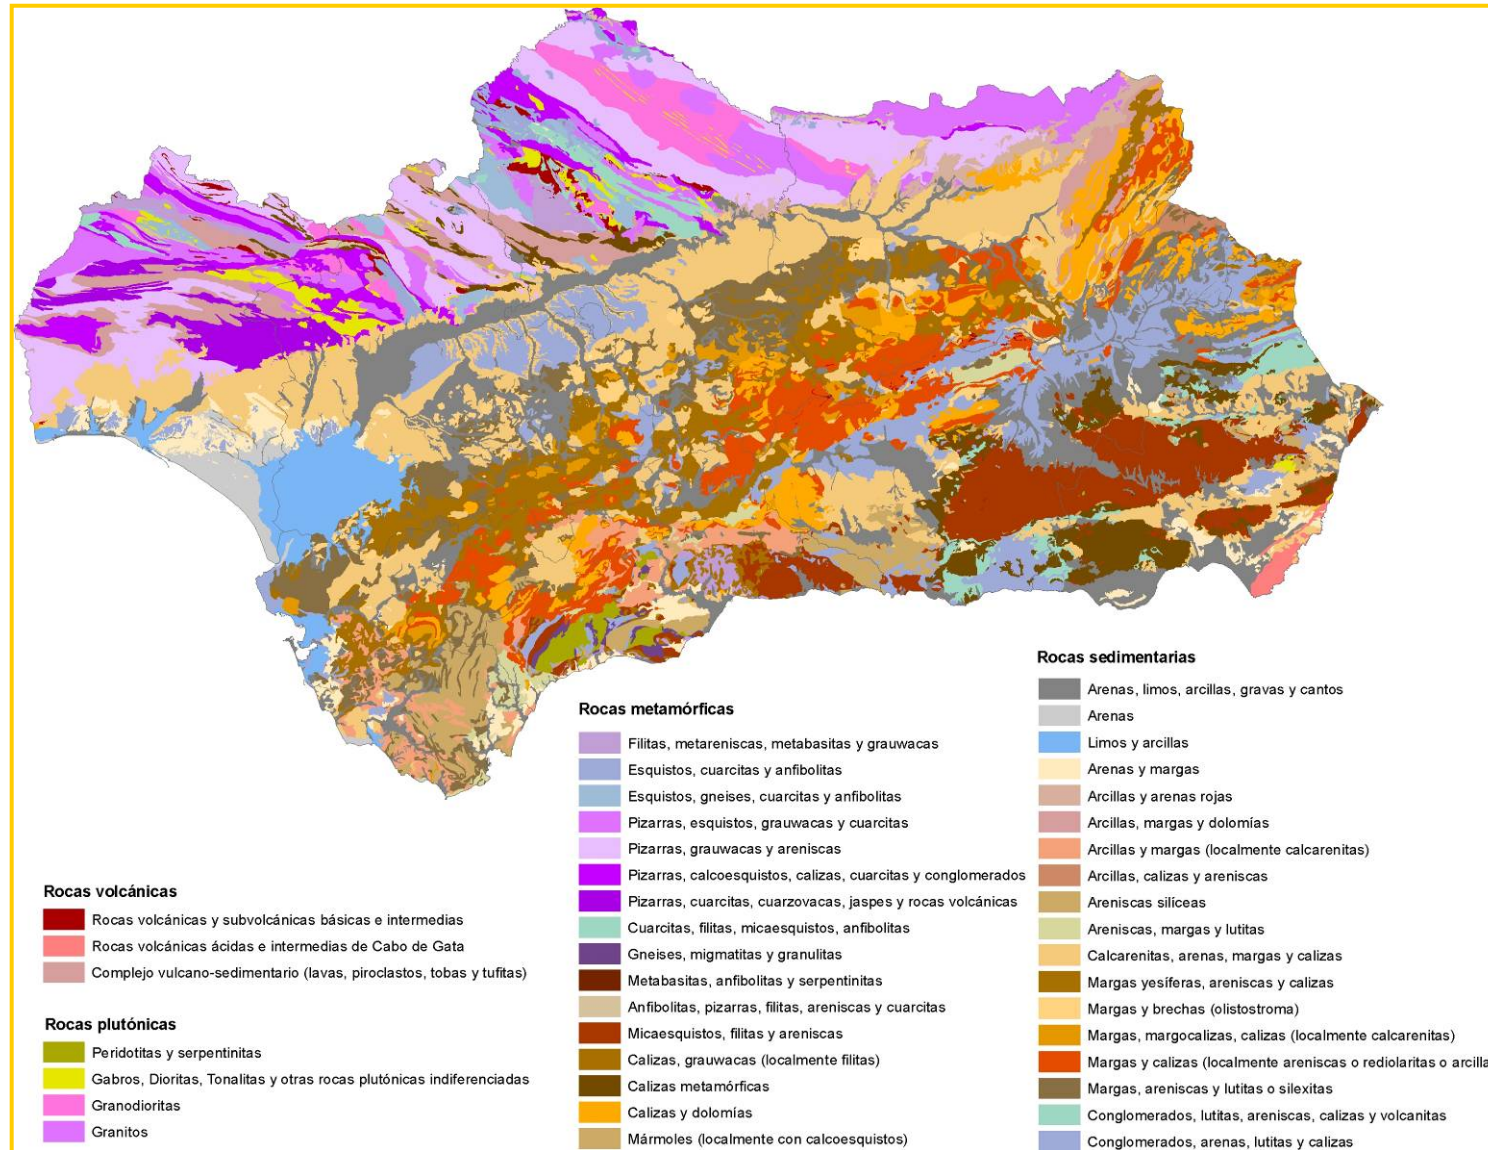 Rocas volcánicas
Rocas volcánicas y subvolcánicas básicas e intermedias
Rocas volcánicas ácidas e intermedias de Cabo de Gata
Complejo vulcano-sedimentario (lavas, piroclastos, tobas y tufitas)
Rocas plutónicas
Peridotitas y serpentinitas
Gabros, Dioritas, Tonalitas y otras rocas plutónicas indiferenciadas
Granodioritas
Granitos
Rocas metamórficas
Filitas, metareniscas, metabasitas y grauwacas
Esquistos, cuarcitas y anfibolitas
Esquistos, gneises, cuarcitas y anfibolitas
Pizarras, esquistos, grauwacas y cuarcitas
Pizarras, grauwacas y areniscas
Pizarras, calcoesquistos, calizas, cuarcitas y conglomerados
Pizarras, cuarcitas, cuarzovacas, jaspes y rocas volcánicas
Cuarcitas, filitas, micaesquistos, anfibolitas
Gneises, migmatitas y granulitas
Metabasitas, anfibolitas y serpentinitas
Anfibolitas, pizarras, filitas, areniscas y cuarcitas
Micaesquistos, filitas y areniscas
Calizas, grauwacas (localmente filitas)
Calizas metamórficas
Calizas y dolomías
Mármoles (localmente con calcoesquistos)
Rocas sedimentarias
Arenas, limos, arcillas, gravas y cantos
Arenas
Limos y arcillas
Arenas y margas
Arcillas y arenas rojas
Arcillas, margas y dolomías
Arcillas y margas (localmente calcarenitas)
Arcillas, calizas y areniscas
Areniscas silíceas
Areniscas, margas y lutitas
Calcarenitas, arenas, margas y calizas
Margas yesíferas, areniscas y calizas
Margas y brechas (olistostroma)
Margas, margocalizas, calizas (localmente calcarenitas)
Margas y calizas (localmente areniscas o rediolaritas o arcilla
Margas, areniscas y lutitas o silexitas
Conglomerados, lutitas, areniscas, calizas y volcanitas
Conglomerados, arenas, lutitas y calizas